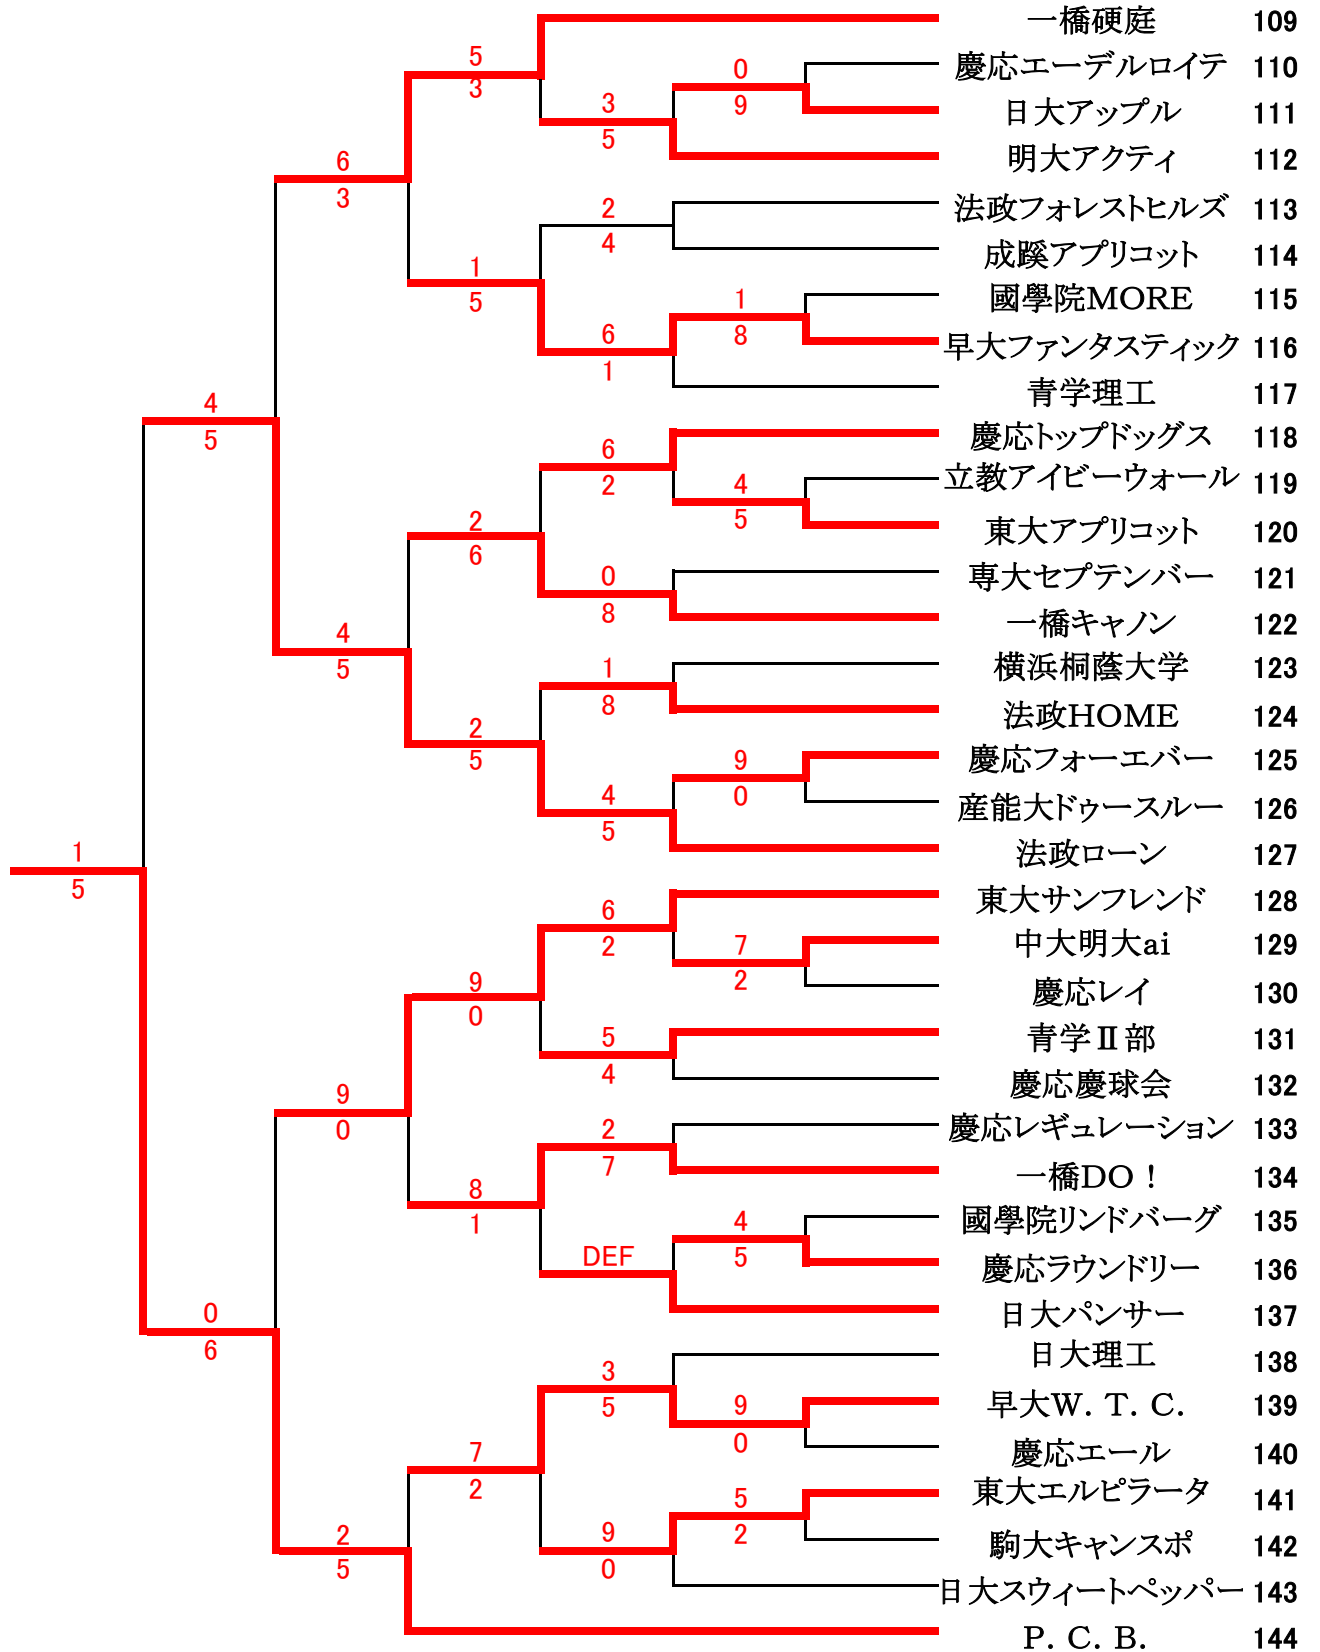 一橋硬庭 109
5
3
慶応エーデルロイテ 110
0
9
日大アップル 111
3
5
明大アクティ 112
6
3
法政フォレストヒルズ 113
2
4
成蹊アプリコット 114
1
5
國學院MORE 115
1
8
早大ファンタスティック 116
6
1
青学理工 117
4
5
慶応トップドッグス 118
6
2
立教アイビーウォール 119
4
5
東大アプリコット 120
2
6
専大セプテンバー 121
0
8
一橋キャノン 122
4
5
横浜桐蔭大学 123
1
8
法政HOME 124
2
5
慶応フォーエバー 125
9
0
産能大ドゥースルー 126
4
5
法政ローン 127
1
5
東大サンフレンド 128
6
2
中大明大ai 129
7
2
慶応レイ 130
9
0
青学Ⅱ部 131
5
4
慶応慶球会 132
9
0
慶応レギュレーション 133
2
7
一橋DO！ 134
8
1
國學院リンドバーグ 135
4
5
慶応ラウンドリー 136
DEF
日大パンサー 137
0
6
日大理工 138
3
5
早大W．T．C． 139
9
0
慶応エール 140
7
2
東大エルピラータ 141
5
2
駒大キャンスポ 142
9
0
日大スウィートペッパー 143
2
5
P．C．B． 144